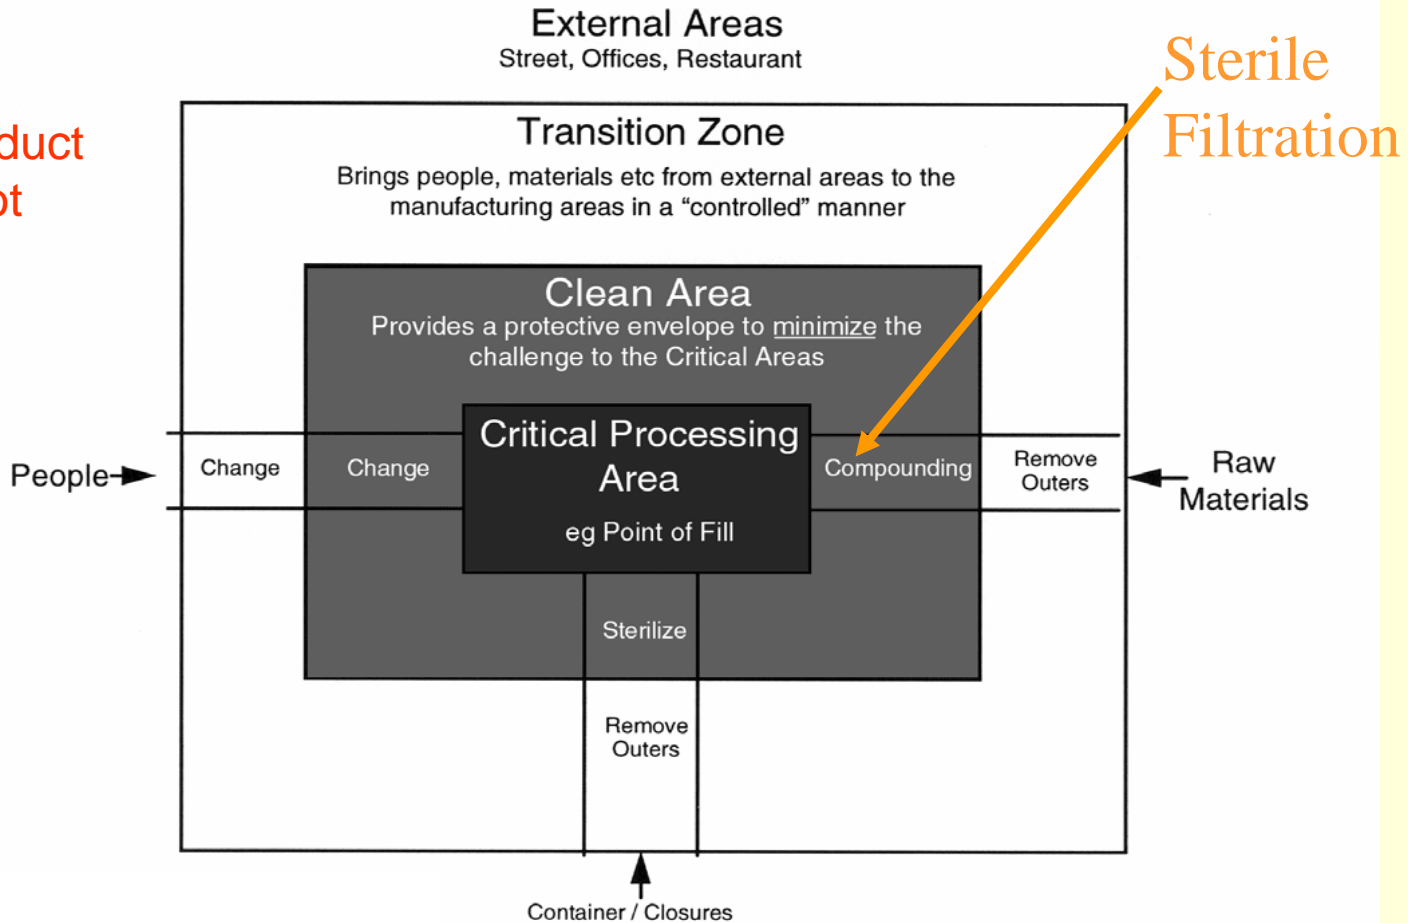 External Areas
Street, Offices, Restaurant
Sterile
Filtration
duct
ot
Transition Zone
Brings people, materials etc from external areas to the
manufacturing areas in a “controlled” manner
Clean Area
Provides a protective envelope to minimize the
challenge to the Critical Areas
Critical Processing
Area
eg Point of Fill
People
Change
Change
Compounding
Remove
Outers
Raw
Materials
Sterilize
Remove
Outers
Container / Closures